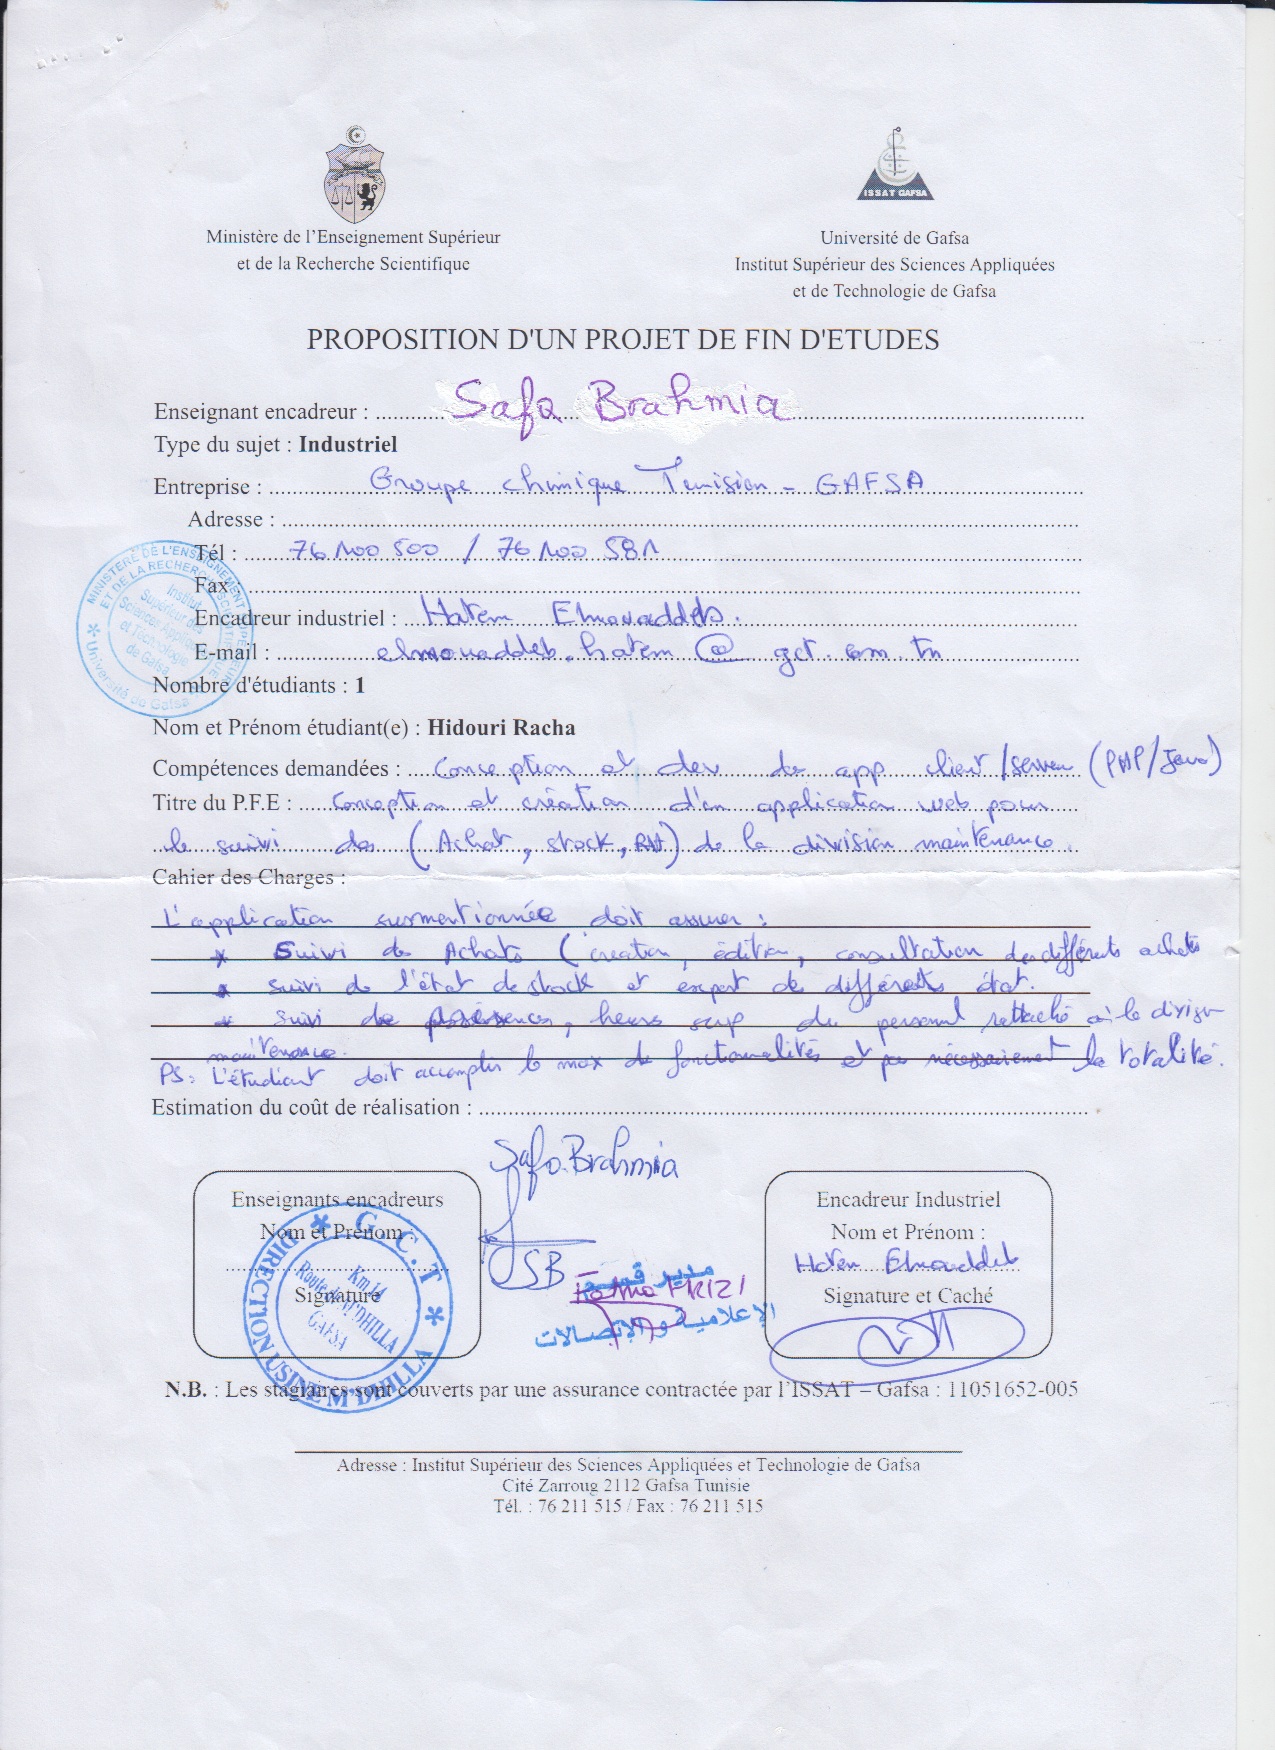 ISSAT GAFSA
Ministère de l'Enseignement Supérieur
et de la Recherche Scientifique
Université de Gafsa
Institut Supérieur des Sciences Appliquées
et de Technologie de Gafsa
PROPOSITION D'UN PROJET DE FIN D'ETUDES
Enseignant encadreur : Safa Brahmia
Type du sujet : Industriel
Entreprise : Groupe chimique Tunisien - GAFSA
Adresse :
Tél : 76 100 500 / 76 100 581
Fax :
Encadreur industriel : Hatem Elmouaddeb.
E-mail : elmouaddeb.hatem @ gct.com.tn
MINISTÈRE DE L'ENSEIGNEMENT SUPÉRIEUR
ET DE LA RECHERCHE SCIENTIFIQUE
Institut
Supérieur des
Sciences Appliquées
et Technologie
de Gafsa
Université de Gafsa
Nombre d'étudiants : 1
Nom et Prénom étudiant(e) : Hidouri Racha
Compétences demandées : Conception et dev de app client/serveur (PHP/Java)
Titre du P.F.E : Conception et création d'un application web pour
le suivi des (Achat, stock, RH) de la division maintenance.
Cahier des Charges :
L'application surmentionnée doit assurer :
* Suivi des Achats (création, édition, consultation des différents achats
* suivi de l'état de stock et export de différents état.
* suivi de présences, heurs sup du personnel rattaché à la division
maintenance.
PS: L'étudiant doit accomplir le max de fonctionnalités et pas nécessairement la totalité.
Estimation du coût de réalisation :
Safa.Brahmia
SB
Enseignants encadreurs
Nom et Prénom
Signature
* G.C.T *
DIRECTION USINE M'DHILLA
Km 14
Route de M'DHILLA
GAFSA
مدير قسم
Fatma FRIZI
الإعلامية و الإتصالات
Encadreur Industriel
Nom et Prénom :
Hatem Elmouaddeb
Signature et Caché
N.B. : Les stagiaires sont couverts par une assurance contractée par l'ISSAT – Gafsa : 11051652-005
Adresse : Institut Supérieur des Sciences Appliquées et Technologie de Gafsa
Cité Zarroug 2112 Gafsa Tunisie
Tél. : 76 211 515 / Fax : 76 211 515